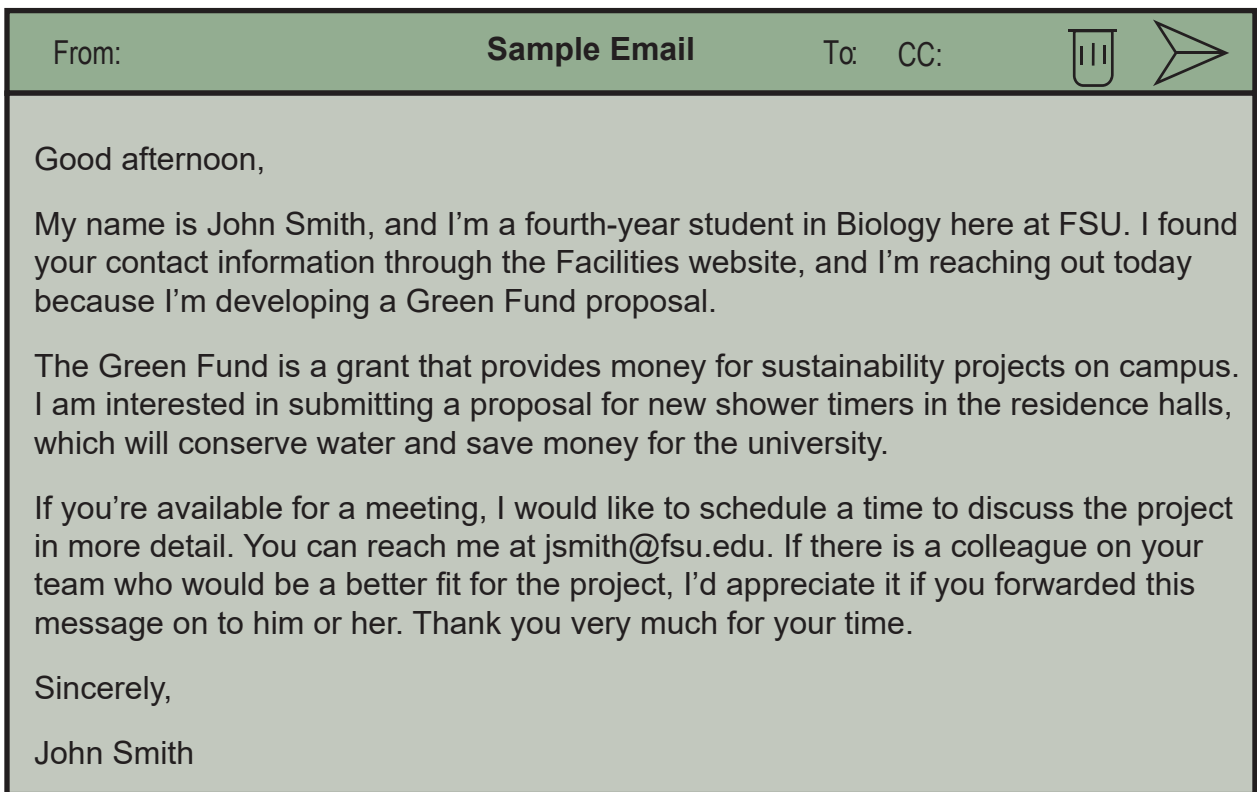 From: Sample Email To: CC:
Good afternoon,
My name is John Smith, and I’m a fourth-year student in Biology here at FSU. I found
your contact information through the Facilities website, and I’m reaching out today
because I’m developing a Green Fund proposal.
The Green Fund is a grant that provides money for sustainability projects on campus.
I am interested in submitting a proposal for new shower timers in the residence halls,
which will conserve water and save money for the university.
If you’re available for a meeting, I would like to schedule a time to discuss the project
in more detail. You can reach me at jsmith@fsu.edu. If there is a colleague on your
team who would be a better fit for the project, I’d appreciate it if you forwarded this
message on to him or her. Thank you very much for your time.
Sincerely,
John Smith